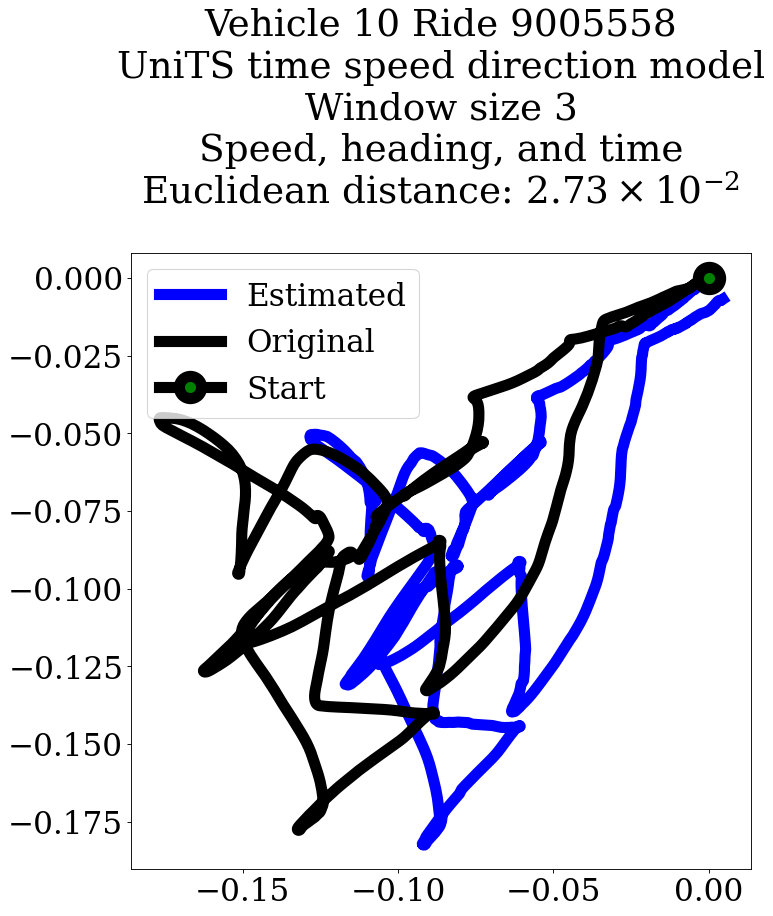 Vehicle 10 Ride 9005558
UniTS time speed direction model
Window size 3
Speed, heading, and time
Euclidean distance: 2.73 × 10⁻²
Estimated
Original
Start
0.000
−0.025
−0.050
−0.075
−0.100
−0.125
−0.150
−0.175
−0.15
−0.10
−0.05
0.00